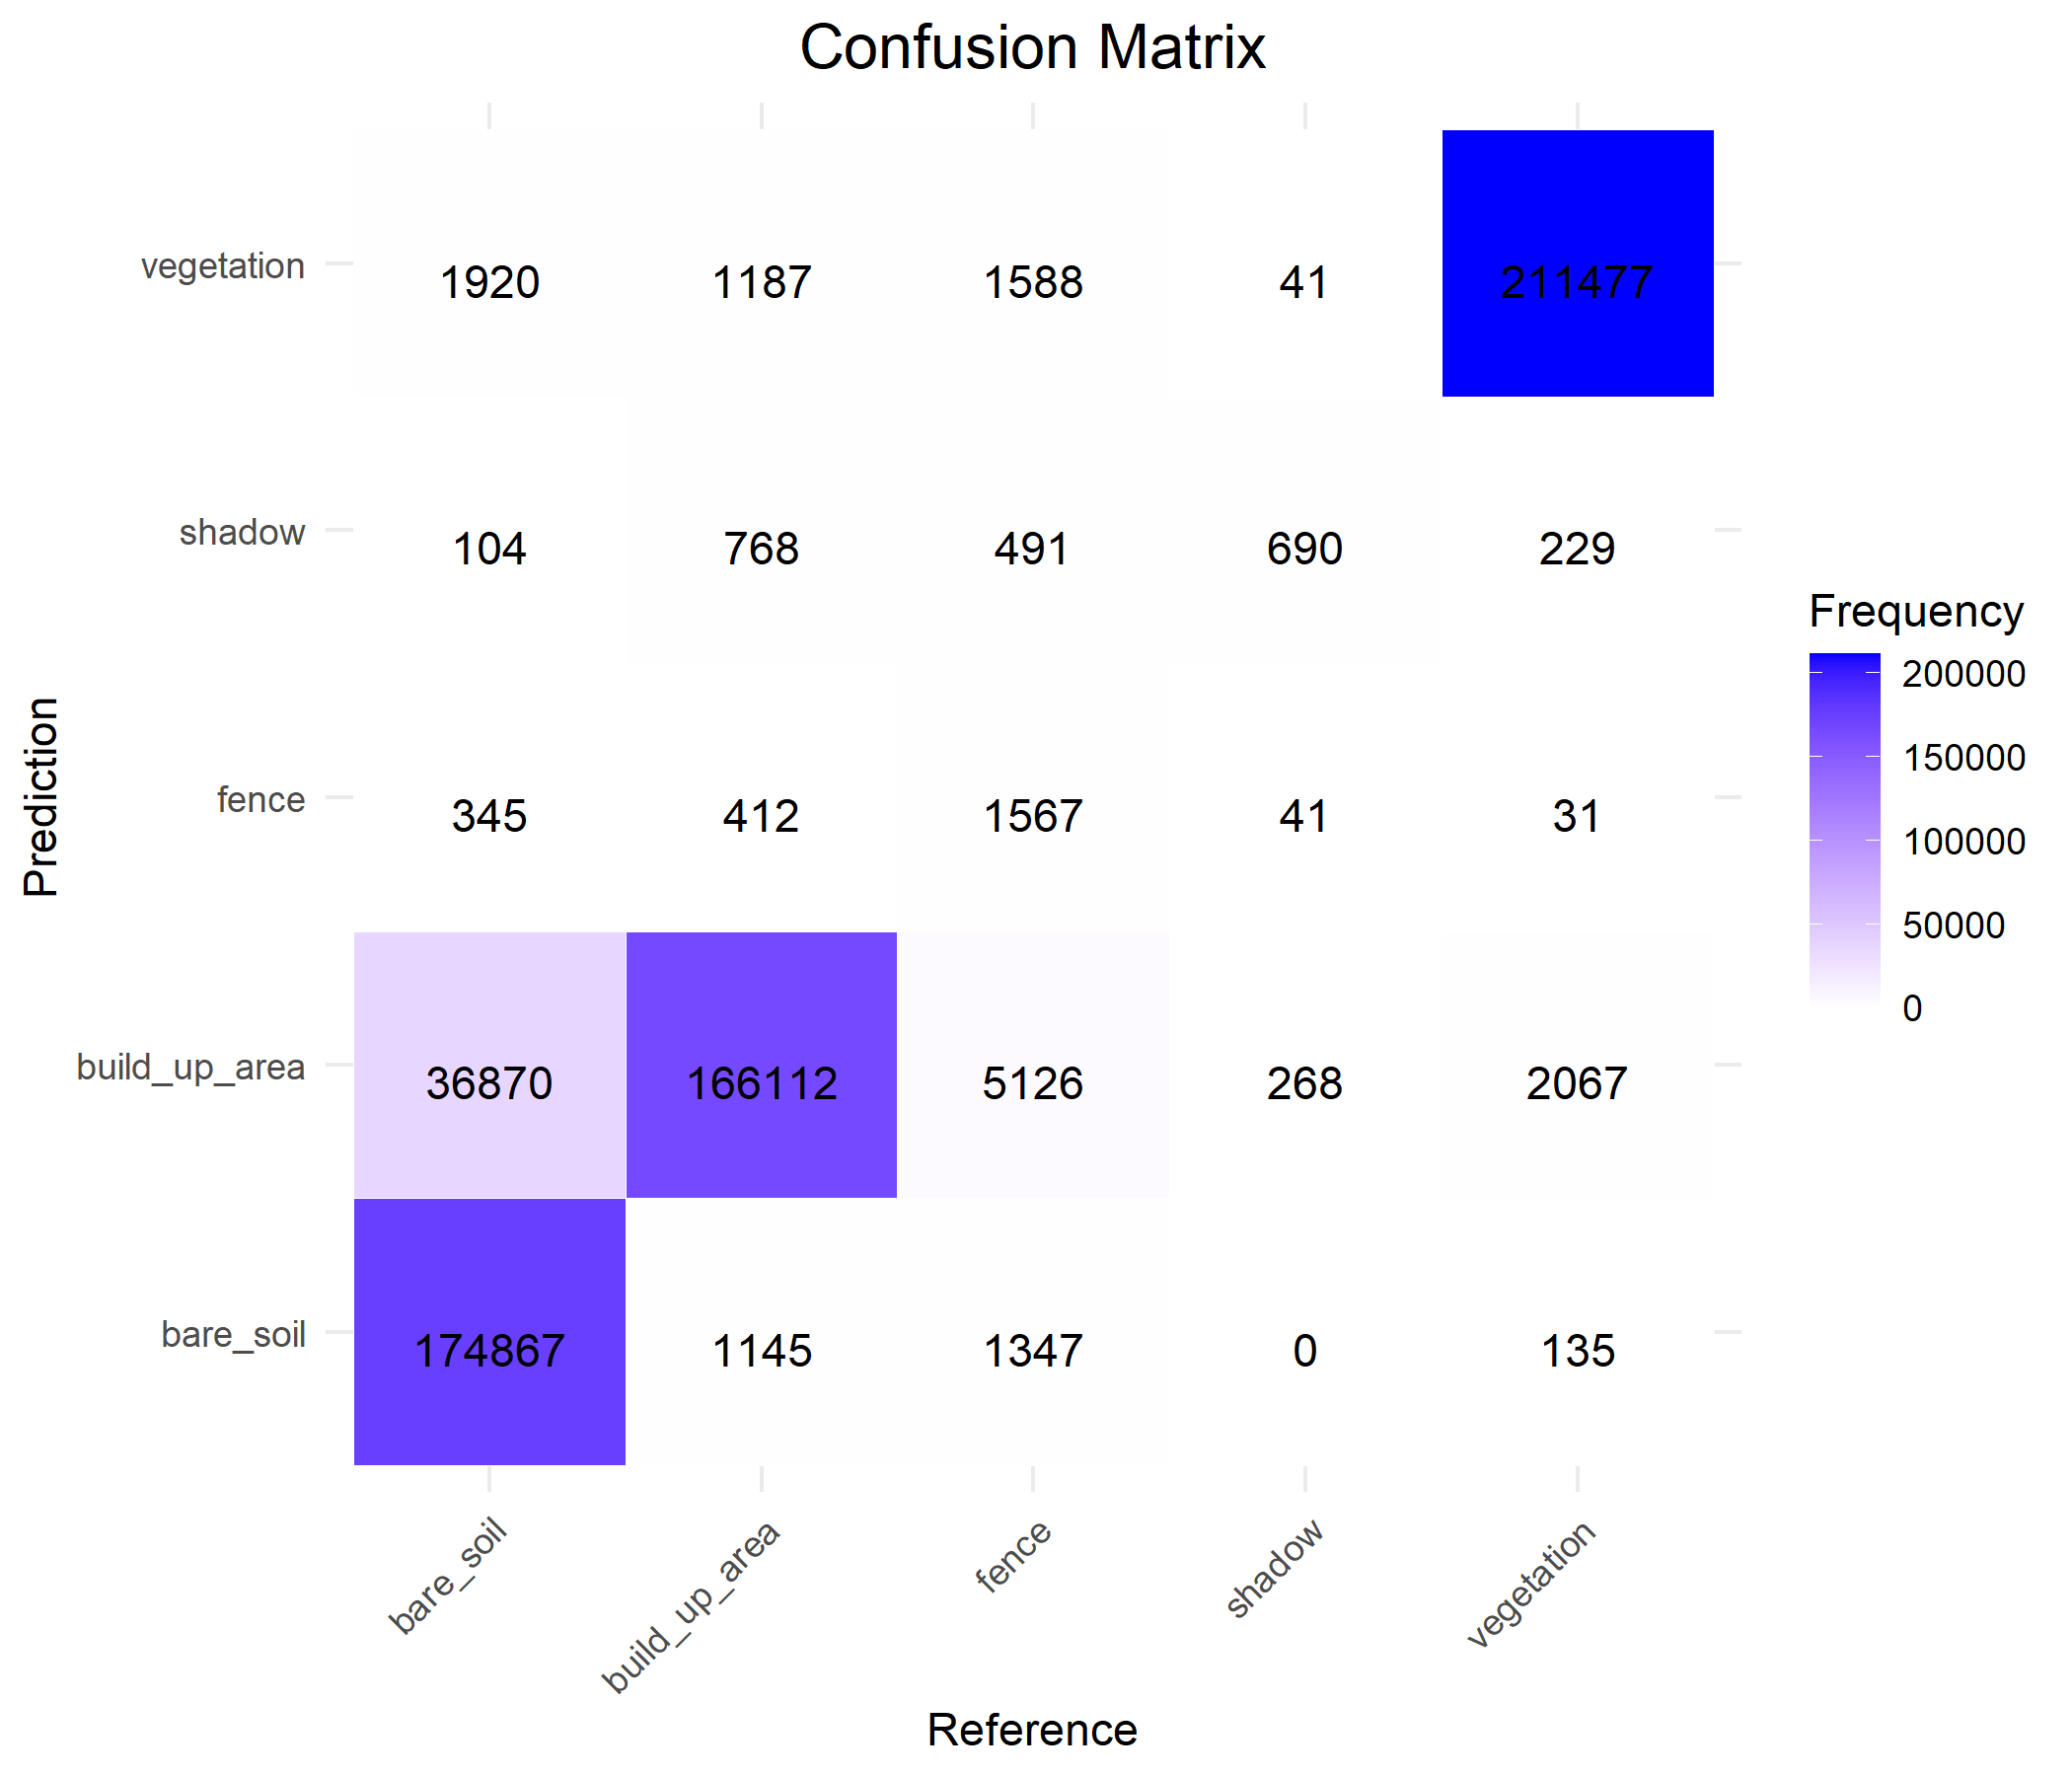 Confusion Matrix
vegetation 1920 1187 1588 41 211477
shadow 104 768 491 690 229
fence 345 412 1567 41 31
build_up_area 36870 166112 5126 268 2067
bare_soil 174867 1145 1347 0 135
bare_soil build_up_area fence shadow vegetation
Reference
Prediction
Frequency
200000
150000
100000
50000
0